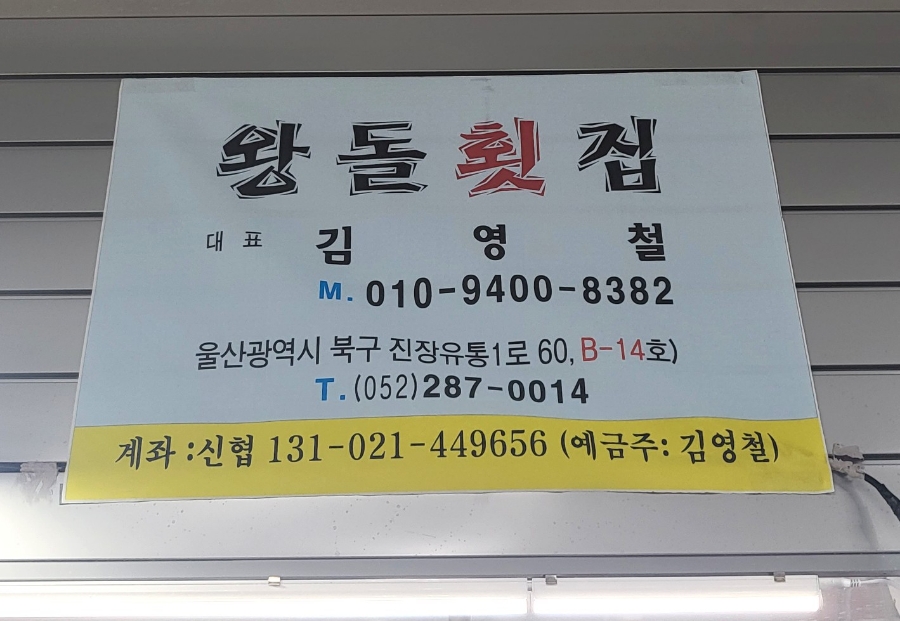 왕돌횟집
대표 김영철
M. 010-9400-8382
울산광역시 북구 진장유통1로 60, B-14호)
T. (052)287-0014
계좌 : 신협 131-021-449656 (예금주: 김영철)